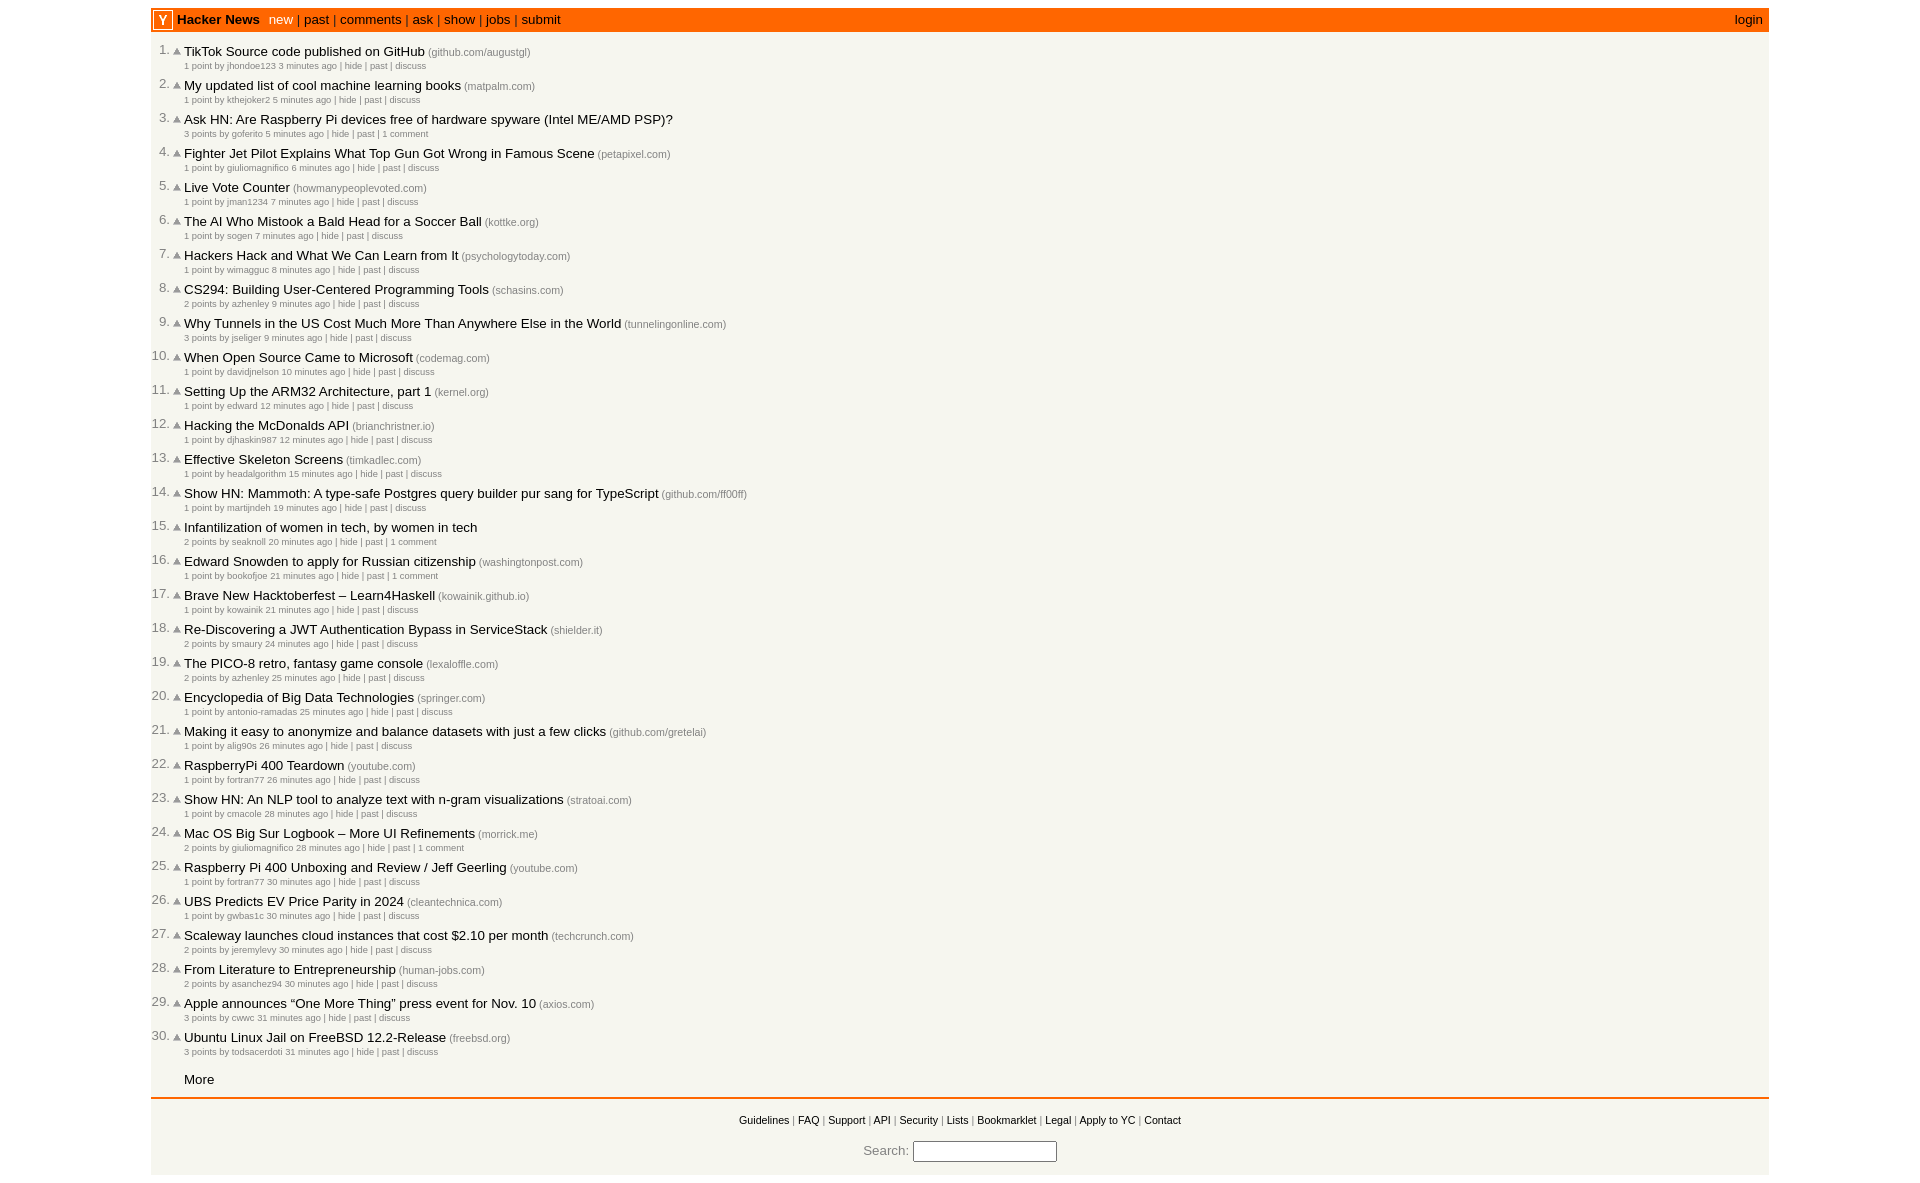 Y Hacker News new | past | comments | ask | show | jobs | submit login
1. TikTok Source code published on GitHub (github.com/augustgl)
1 point by jhondoe123 3 minutes ago | hide | past | discuss
2. My updated list of cool machine learning books (matpalm.com)
1 point by kthejoker2 5 minutes ago | hide | past | discuss
3. Ask HN: Are Raspberry Pi devices free of hardware spyware (Intel ME/AMD PSP)?
3 points by goferito 5 minutes ago | hide | past | 1 comment
4. Fighter Jet Pilot Explains What Top Gun Got Wrong in Famous Scene (petapixel.com)
1 point by giuliomagnifico 6 minutes ago | hide | past | discuss
5. Live Vote Counter (howmanypeoplevoted.com)
1 point by jman1234 7 minutes ago | hide | past | discuss
6. The AI Who Mistook a Bald Head for a Soccer Ball (kottke.org)
1 point by sogen 7 minutes ago | hide | past | discuss
7. Hackers Hack and What We Can Learn from It (psychologytoday.com)
1 point by wimagguc 8 minutes ago | hide | past | discuss
8. CS294: Building User-Centered Programming Tools (schasins.com)
2 points by azhenley 9 minutes ago | hide | past | discuss
9. Why Tunnels in the US Cost Much More Than Anywhere Else in the World (tunnelingonline.com)
3 points by jseliger 9 minutes ago | hide | past | discuss
10. When Open Source Came to Microsoft (codemag.com)
1 point by davidjnelson 10 minutes ago | hide | past | discuss
11. Setting Up the ARM32 Architecture, part 1 (kernel.org)
1 point by edward 12 minutes ago | hide | past | discuss
12. Hacking the McDonalds API (brianchristner.io)
1 point by djhaskin987 12 minutes ago | hide | past | discuss
13. Effective Skeleton Screens (timkadlec.com)
1 point by headalgorithm 15 minutes ago | hide | past | discuss
14. Show HN: Mammoth: A type-safe Postgres query builder pur sang for TypeScript (github.com/ff00ff)
1 point by martijndeh 19 minutes ago | hide | past | discuss
15. Infantilization of women in tech, by women in tech
2 points by seaknoll 20 minutes ago | hide | past | 1 comment
16. Edward Snowden to apply for Russian citizenship (washingtonpost.com)
1 point by bookofjoe 21 minutes ago | hide | past | 1 comment
17. Brave New Hacktoberfest – Learn4Haskell (kowainik.github.io)
1 point by kowainik 21 minutes ago | hide | past | discuss
18. Re-Discovering a JWT Authentication Bypass in ServiceStack (shielder.it)
2 points by smaury 24 minutes ago | hide | past | discuss
19. The PICO-8 retro, fantasy game console (lexaloffle.com)
2 points by azhenley 25 minutes ago | hide | past | discuss
20. Encyclopedia of Big Data Technologies (springer.com)
1 point by antonio-ramadas 25 minutes ago | hide | past | discuss
21. Making it easy to anonymize and balance datasets with just a few clicks (github.com/gretelai)
1 point by alig90s 26 minutes ago | hide | past | discuss
22. RaspberryPi 400 Teardown (youtube.com)
1 point by fortran77 26 minutes ago | hide | past | discuss
23. Show HN: An NLP tool to analyze text with n-gram visualizations (stratoai.com)
1 point by cmacole 28 minutes ago | hide | past | discuss
24. Mac OS Big Sur Logbook – More UI Refinements (morrick.me)
2 points by giuliomagnifico 28 minutes ago | hide | past | 1 comment
25. Raspberry Pi 400 Unboxing and Review / Jeff Geerling (youtube.com)
1 point by fortran77 30 minutes ago | hide | past | discuss
26. UBS Predicts EV Price Parity in 2024 (cleantechnica.com)
1 point by gwbas1c 30 minutes ago | hide | past | discuss
27. Scaleway launches cloud instances that cost $2.10 per month (techcrunch.com)
2 points by jeremylevy 30 minutes ago | hide | past | discuss
28. From Literature to Entrepreneurship (human-jobs.com)
2 points by asanchez94 30 minutes ago | hide | past | discuss
29. Apple announces “One More Thing” press event for Nov. 10 (axios.com)
3 points by cwwc 31 minutes ago | hide | past | discuss
30. Ubuntu Linux Jail on FreeBSD 12.2-Release (freebsd.org)
3 points by todsacerdoti 31 minutes ago | hide | past | discuss
More
Guidelines | FAQ | Support | API | Security | Lists | Bookmarklet | Legal | Apply to YC | Contact
Search: